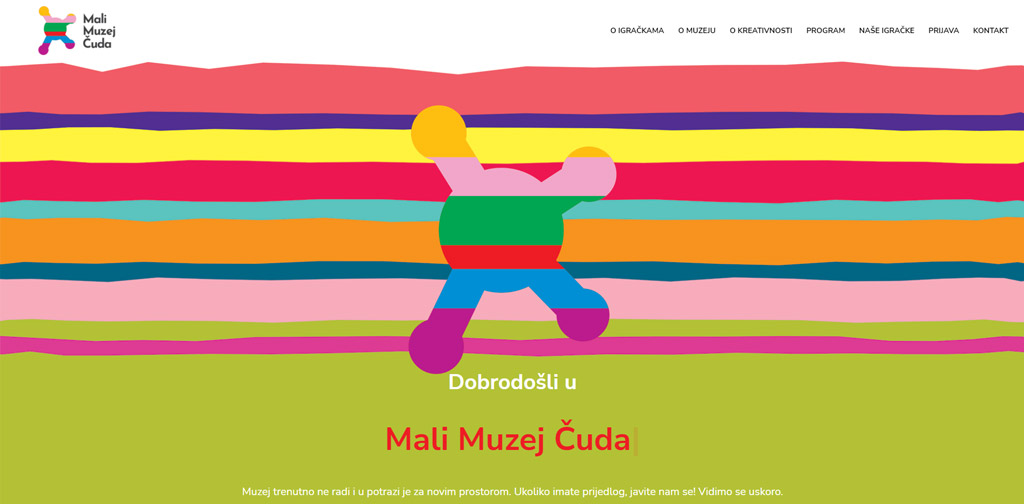 Mali
Muzej
Čuda
O IGRAČKAMA O MUZEJU O KREATIVNOSTI PROGRAM NAŠE IGRAČKE PRIJAVA KONTAKT
Dobrodošli u
Mali Muzej Čuda
Muzej trenutno ne radi i u potrazi je za novim prostorom. Ukoliko imate prijedlog, javite nam se! Vidimo se uskoro.